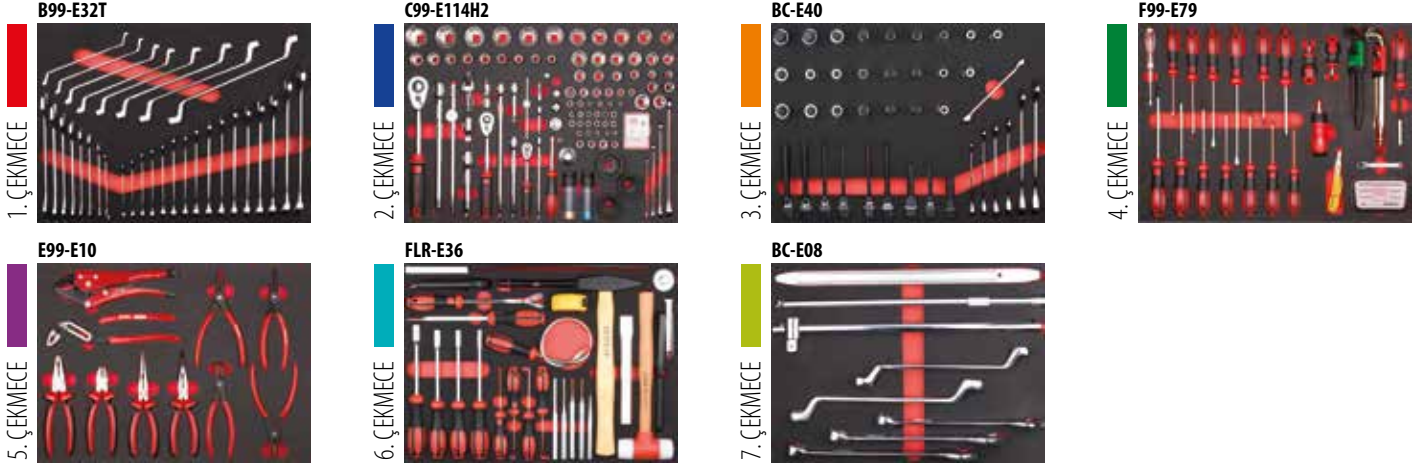 B99-E32T
1. ÇEKMECE
C99-E114H2
2. ÇEKMECE
BC-E40
3. ÇEKMECE
F99-E79
4. ÇEKMECE
E99-E10
5. ÇEKMECE
FLR-E36
6. ÇEKMECE
BC-E08
7. ÇEKMECE